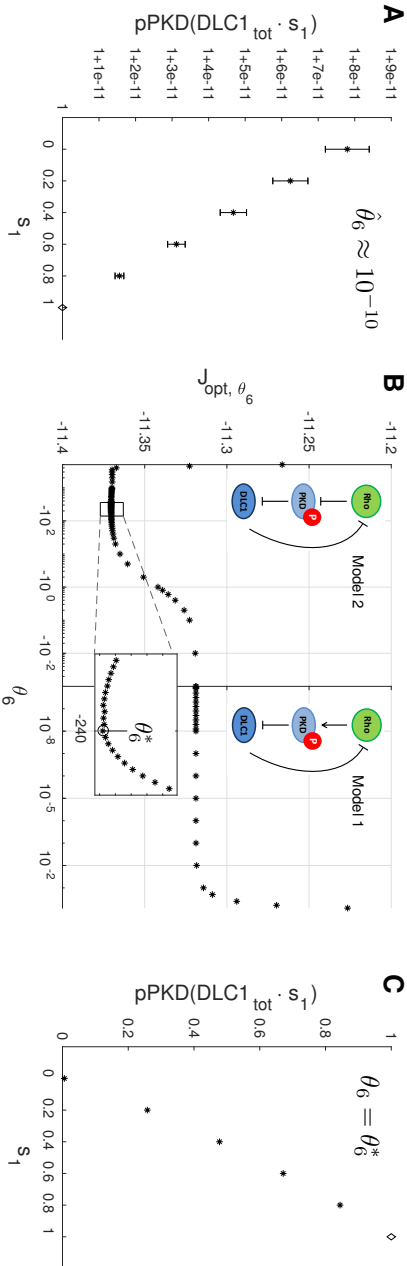 A
pPKD(DLC1tot · s1)
1+9e-11
1+8e-11
1+7e-11
1+6e-11
1+5e-11
1+4e-11
1+3e-11
1+2e-11
1+1e-11
1
0
0.2
0.4
0.6
0.8
1
s1
θ̂6 ≈ 10^-10
B
Jopt, θ6
-11.2
-11.25
-11.3
-11.35
-11.4
Rho
PKD
P
DLC1
Model 2
Rho
PKD
P
DLC1
Model 1
θ*6
-240
-10^2
-10^0
-10^-2
10^-8
10^-5
10^-2
θ6
C
pPKD(DLC1tot · s1)
1
0.8
0.6
0.4
0.2
0
0
0.2
0.4
0.6
0.8
1
s1
θ6 = θ*6